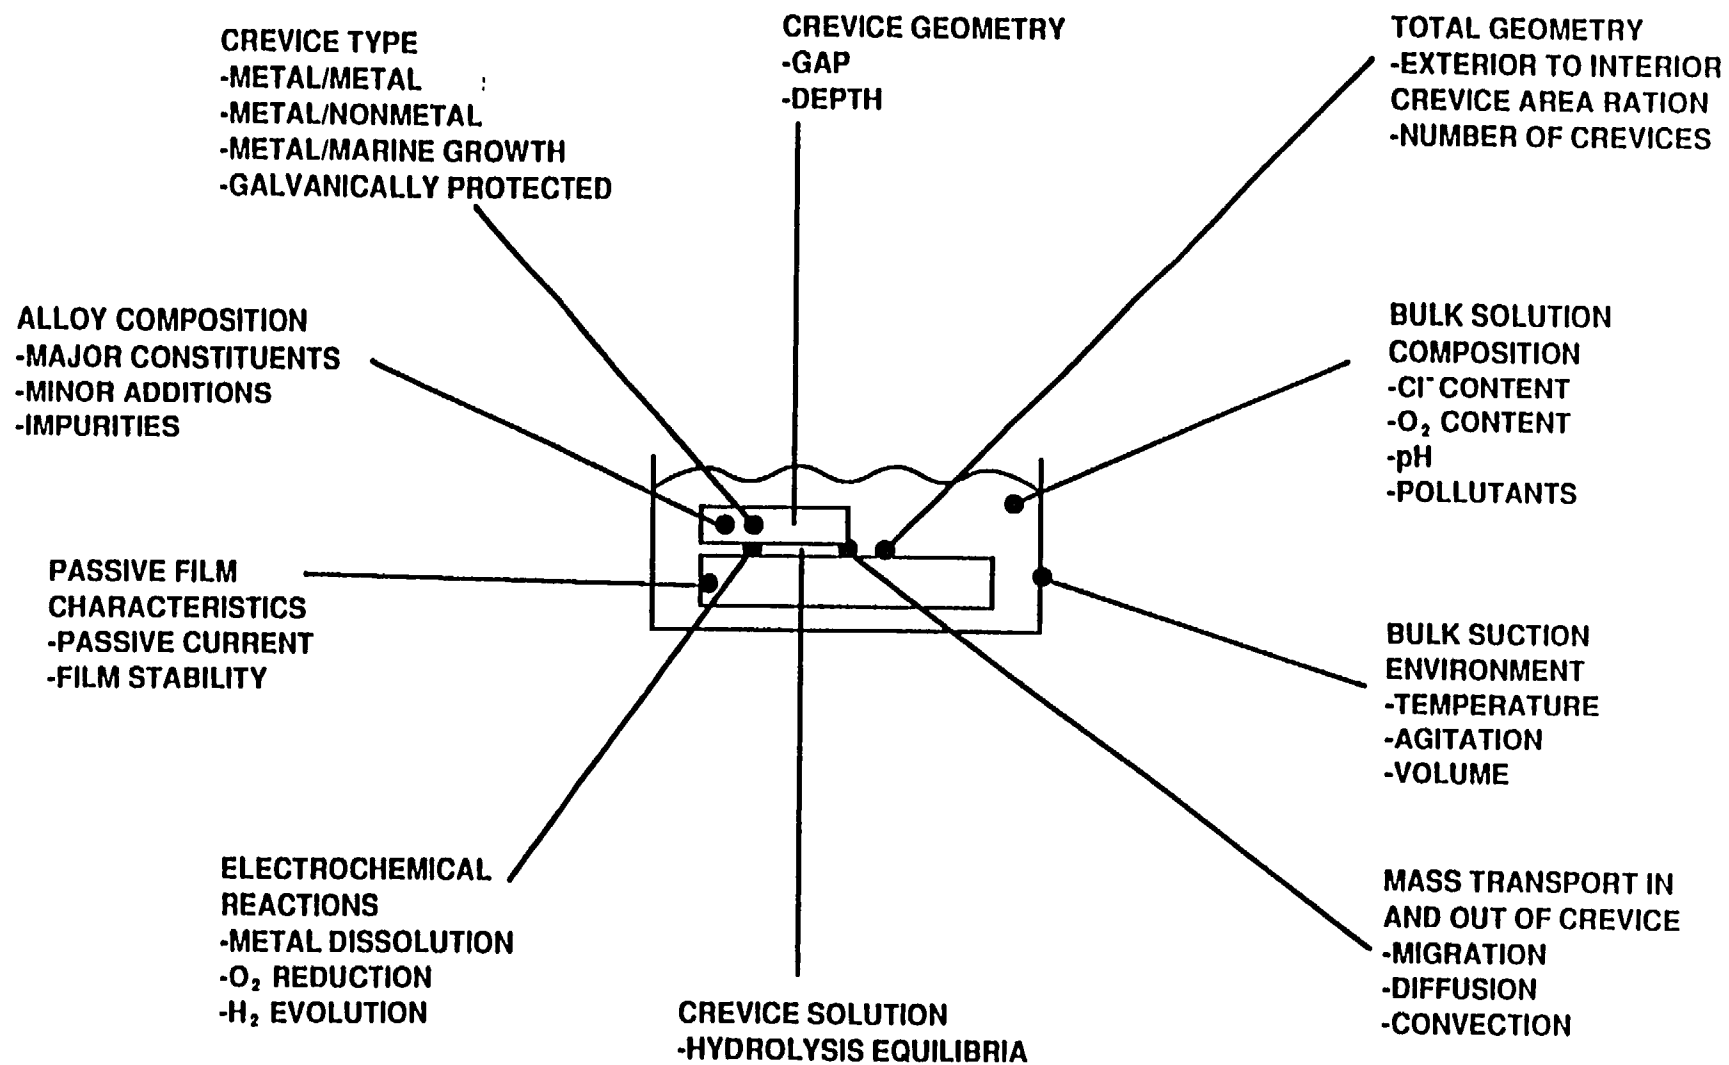 CREVICE TYPE
-METAL/METAL
-METAL/NONMETAL
-METAL/MARINE GROWTH
-GALVANICALLY PROTECTED
CREVICE GEOMETRY
-GAP
-DEPTH
TOTAL GEOMETRY
-EXTERIOR TO INTERIOR
CREVICE AREA RATION
-NUMBER OF CREVICES
ALLOY COMPOSITION
-MAJOR CONSTITUENTS
-MINOR ADDITIONS
-IMPURITIES
BULK SOLUTION
COMPOSITION
-Cl⁻ CONTENT
-O₂ CONTENT
-pH
-POLLUTANTS
PASSIVE FILM
CHARACTERISTICS
-PASSIVE CURRENT
-FILM STABILITY
BULK SUCTION
ENVIRONMENT
-TEMPERATURE
-AGITATION
-VOLUME
ELECTROCHEMICAL
REACTIONS
-METAL DISSOLUTION
-O₂ REDUCTION
-H₂ EVOLUTION
CREVICE SOLUTION
-HYDROLYSIS EQUILIBRIA
MASS TRANSPORT IN
AND OUT OF CREVICE
-MIGRATION
-DIFFUSION
-CONVECTION